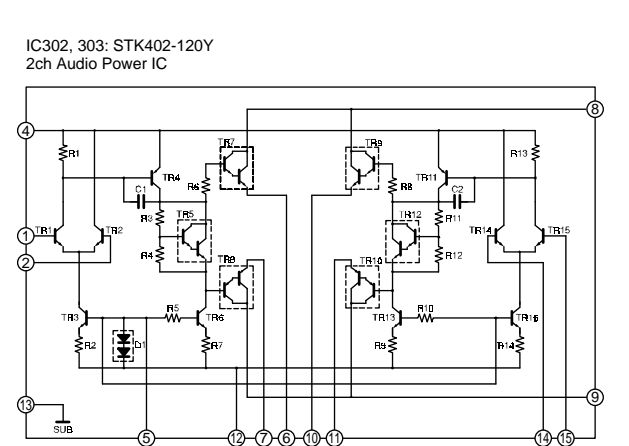 IC302, 303: STK402-120Y
2ch Audio Power IC
8
4
TR7
TR9
R1
TR4
TR11
R13
C1
R6
R8
C2
R3
TR5
TR12
R11
1
TR1
TR2
TR14
TR15
2
R4
R12
TR8
TR10
TR3
R5
TR6
TR13
R10
TR16
R2
D1
R7
R9
R14
13
9
SUB
5
12
7
6
10
11
14
15